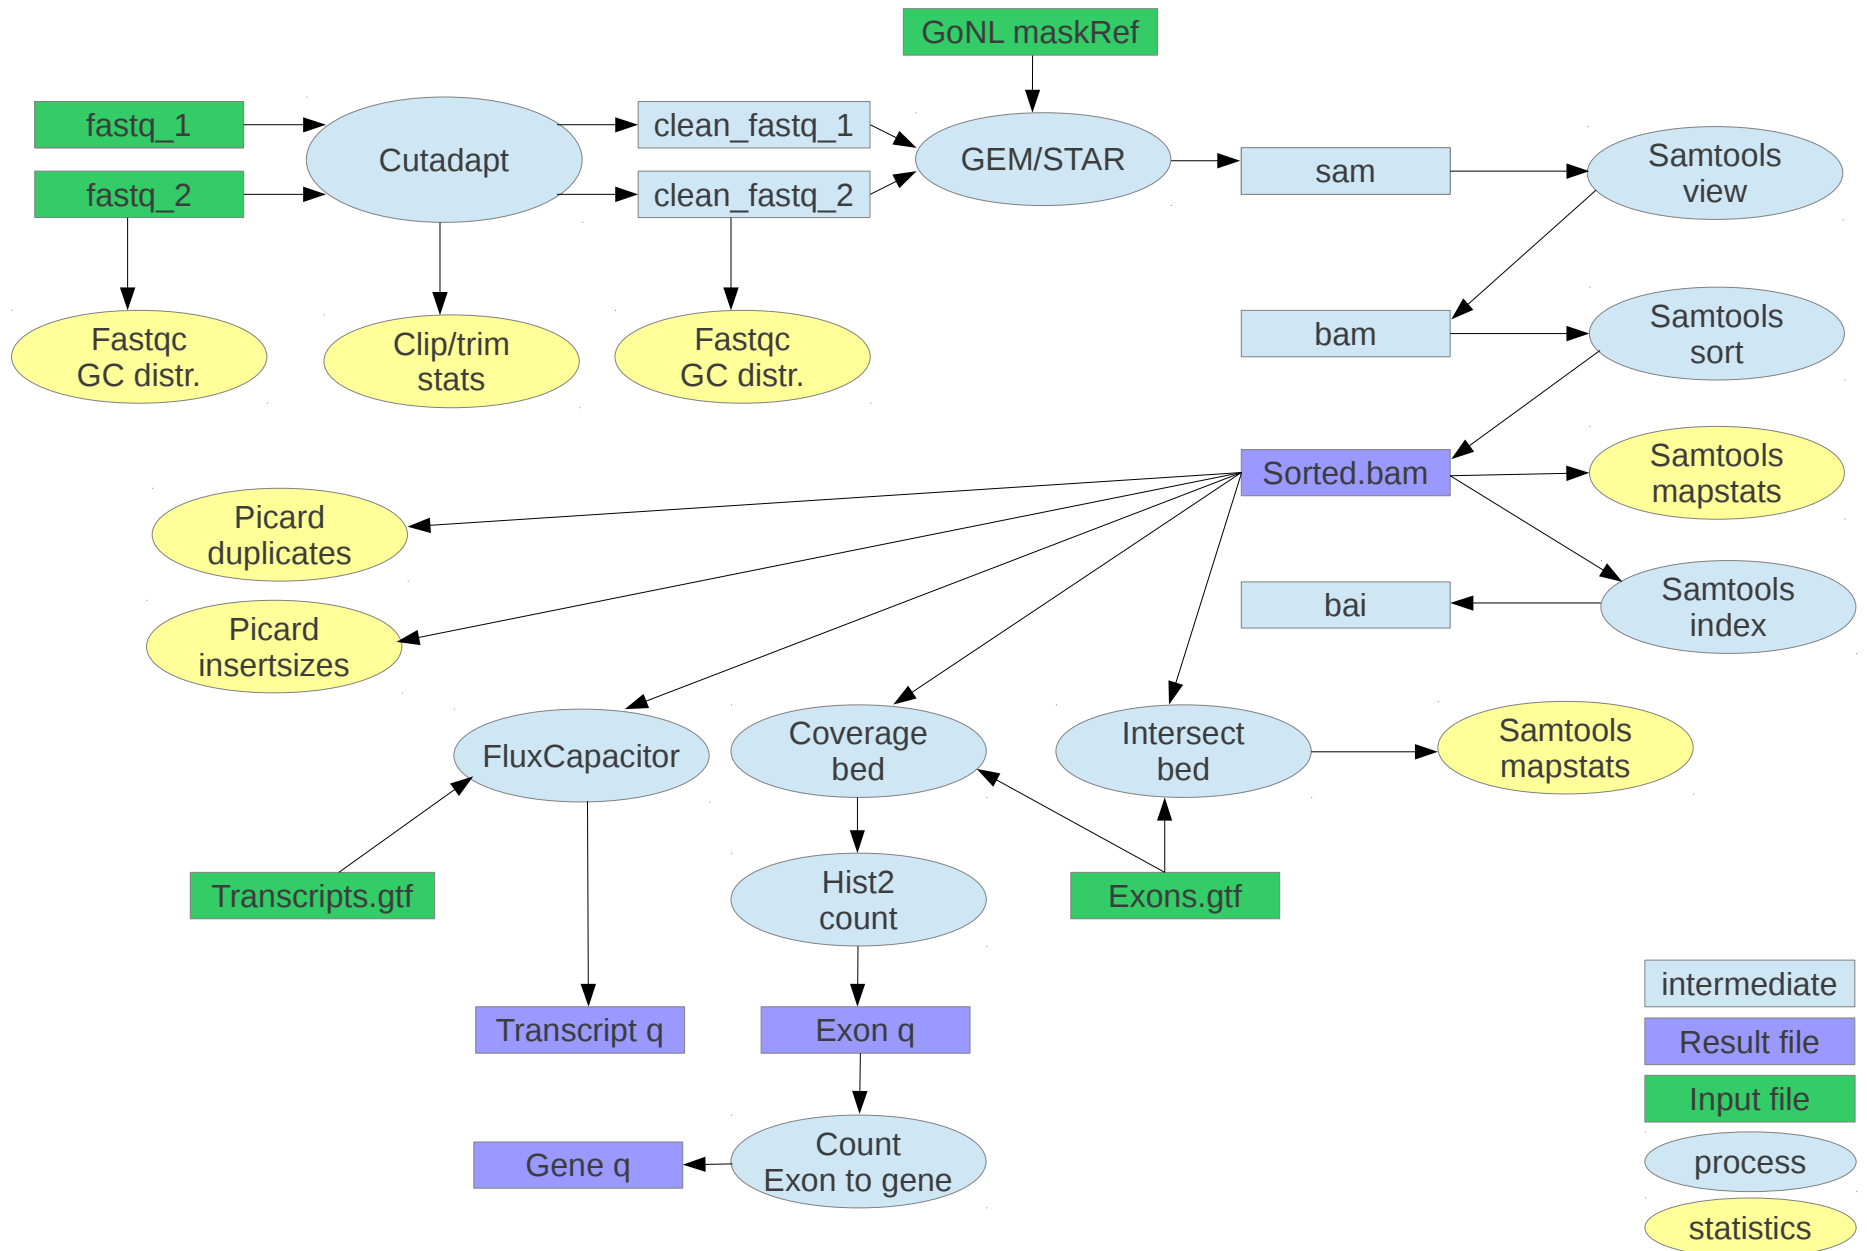 GoNL maskRef
fastq_1
Cutadapt
clean_fastq_1
GEM/STAR
sam
Samtools
view
fastq_2
clean_fastq_2
Fastqc
GC distr.
Clip/trim
stats
Fastqc
GC distr.
bam
Samtools
sort
Sorted.bam
Samtools
mapstats
Picard
duplicates
Picard
insertsizes
bai
Samtools
index
FluxCapacitor
Coverage
bed
Intersect
bed
Samtools
mapstats
Transcripts.gtf
Hist2
count
Exons.gtf
Transcript q
Exon q
Gene q
Count
Exon to gene
intermediate
Result file
Input file
process
statistics